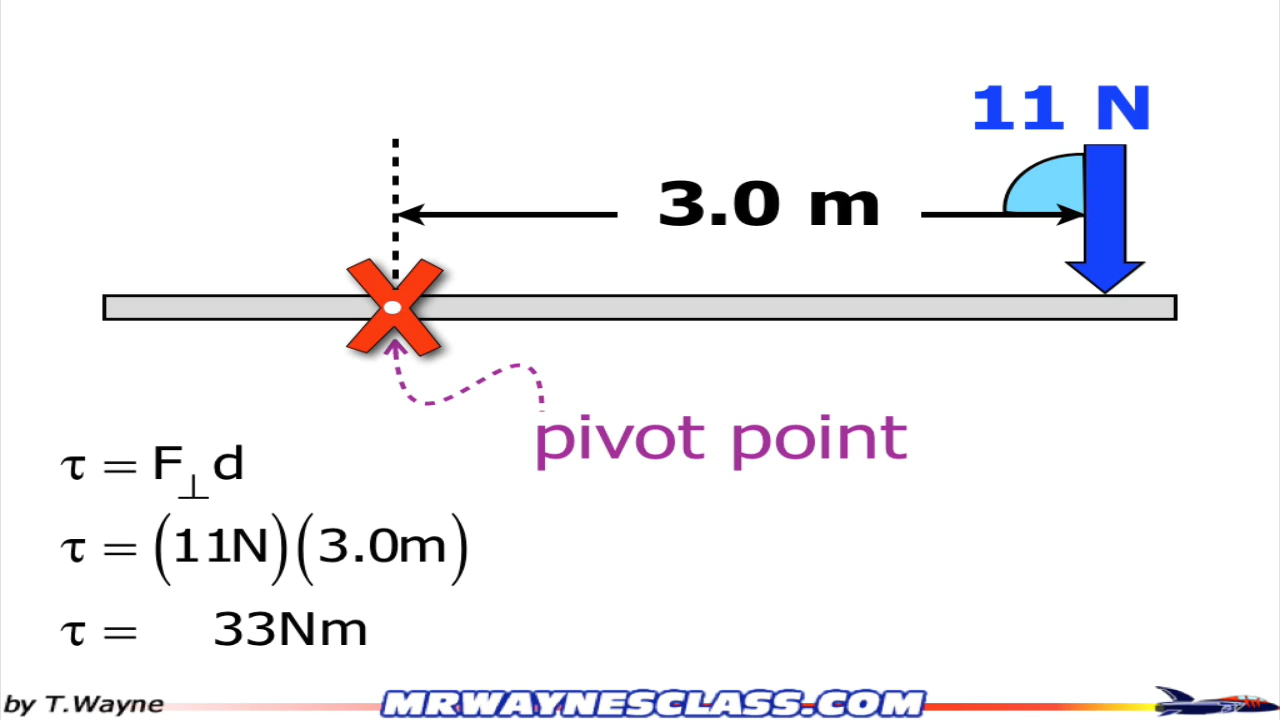 11 N
3.0 m
pivot point
τ = F⊥d
τ = (11N)(3.0m)
τ = 33Nm
by T.Wayne
MRWAYNESCLASS.COM